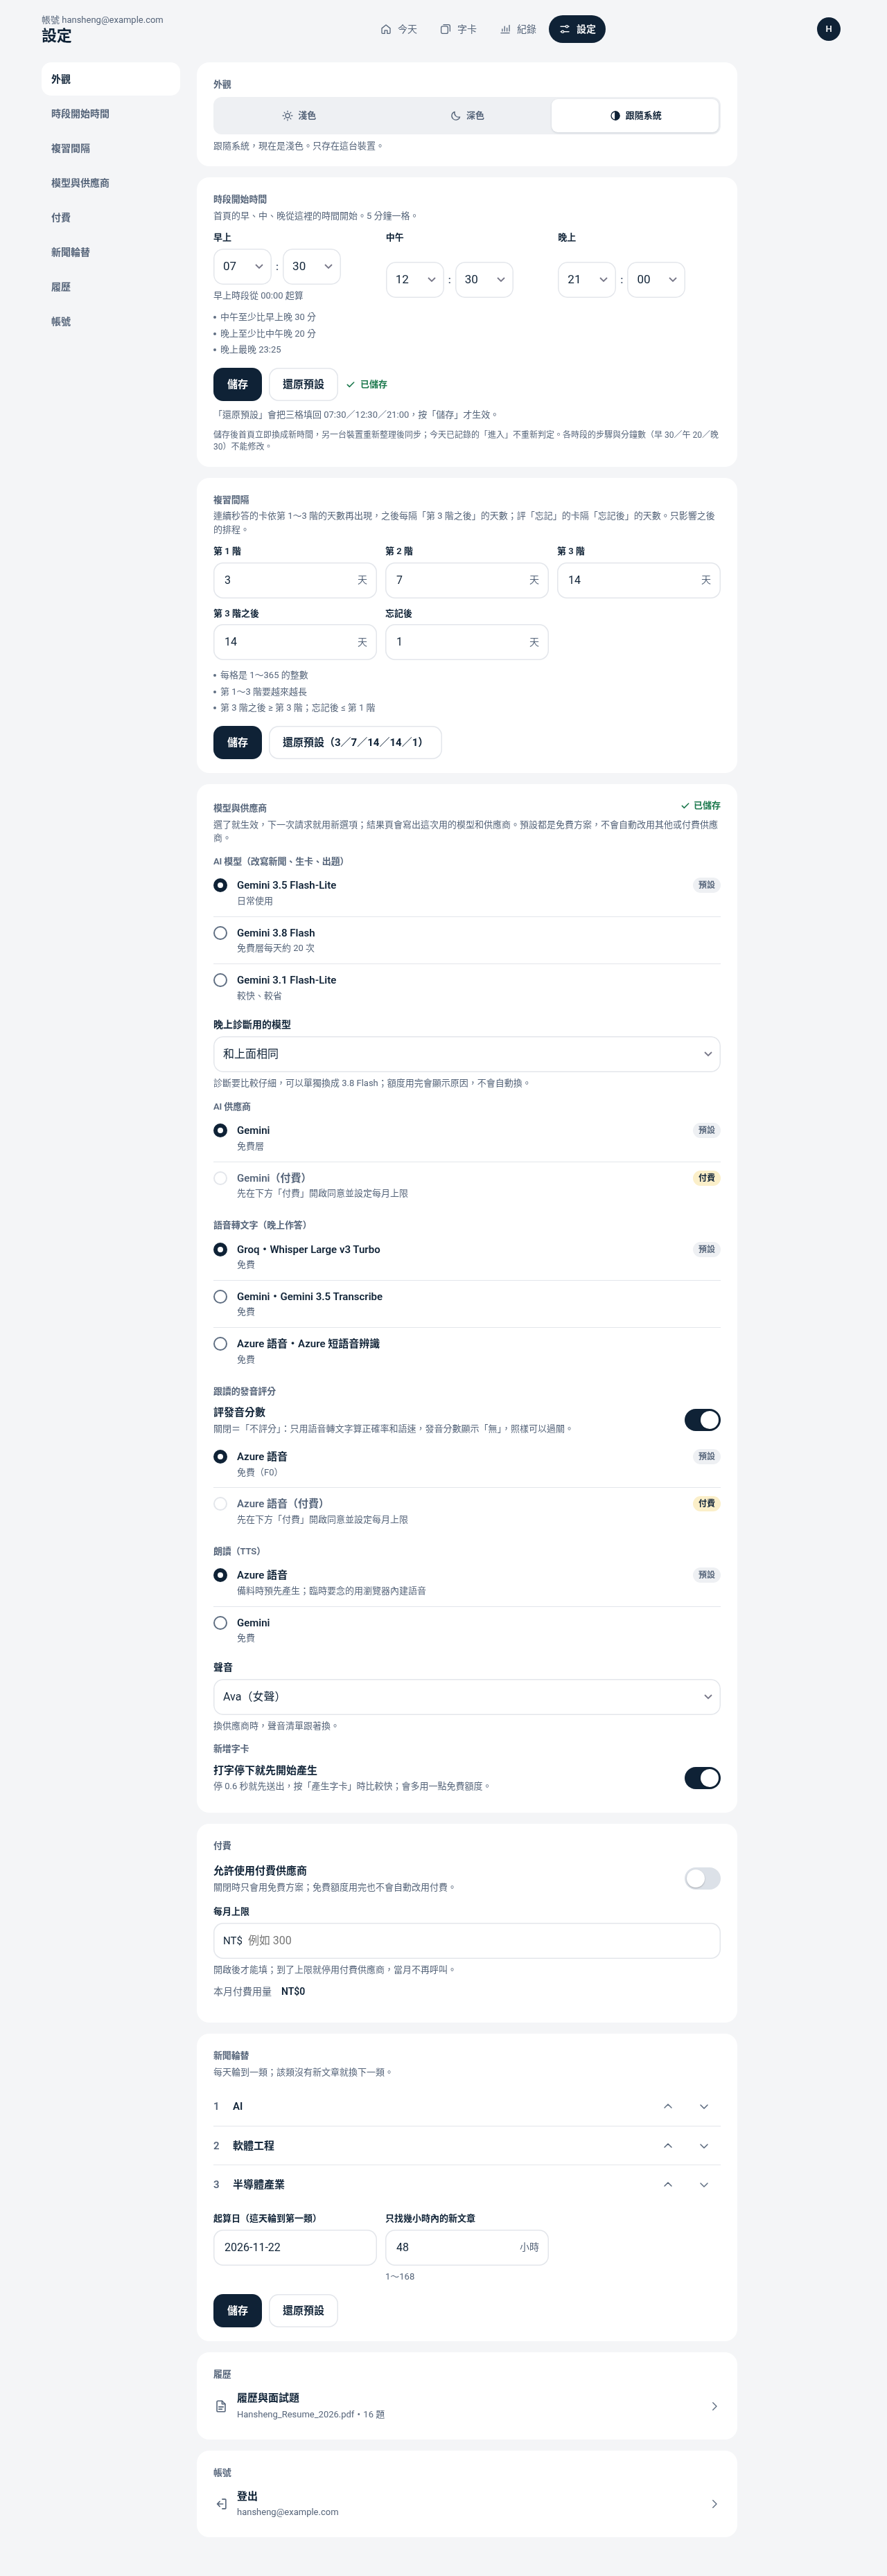 帳號 hansheng@example.com
設定
今天
字卡
紀錄
設定
H
外觀
時段開始時間
複習間隔
模型與供應商
付費
新聞輪替
履歷
帳號
外觀
淺色
深色
跟隨系統
跟隨系統，現在是淺色。只存在這台裝置。
時段開始時間
首頁的早、中、晚從這裡的時間開始。5 分鐘一格。
早上
中午
晚上
07 : 30
12 : 30
21 : 00
早上時段從 00:00 起算
• 中午至少比早上晚 30 分
• 晚上至少比中午晚 20 分
• 晚上最晚 23:25
儲存
還原預設
已儲存
「還原預設」會把三格填回 07:30／12:30／21:00，按「儲存」才生效。
儲存後首頁立即換成新時間，另一台裝置重新整理後同步；今天已記錄的「進入」不重新判定。各時段的步驟與分鐘數（早 30／午 20／晚
30）不能修改。
複習間隔
連續秒答的卡依第 1～3 階的天數再出現，之後每隔「第 3 階之後」的天數；評「忘記」的卡隔「忘記後」的天數。只影響之後
的排程。
第 1 階
第 2 階
第 3 階
3 天
7 天
14 天
第 3 階之後
忘記後
14 天
1 天
• 每格是 1～365 的整數
• 第 1～3 階要越來越長
• 第 3 階之後 ≥ 第 3 階；忘記後 ≤ 第 1 階
儲存
還原預設（3／7／14／14／1）
模型與供應商
已儲存
選了就生效，下一次請求就用新選項；結果頁會寫出這次用的模型和供應商。預設都是免費方案，不會自動改用其他或付費供應
商。
AI 模型（改寫新聞、生卡、出題）
Gemini 3.5 Flash-Lite
預設
日常使用
Gemini 3.8 Flash
免費層每天約 20 次
Gemini 3.1 Flash-Lite
較快、較省
晚上診斷用的模型
和上面相同
診斷要比較仔細，可以單獨換成 3.8 Flash；額度用完會顯示原因，不會自動換。
AI 供應商
Gemini
預設
免費層
Gemini（付費）
付費
先在下方「付費」開啟同意並設定每月上限
語音轉文字（晚上作答）
Groq・Whisper Large v3 Turbo
預設
免費
Gemini・Gemini 3.5 Transcribe
免費
Azure 語音・Azure 短語音辨識
免費
跟讀的發音評分
評發音分數
關閉＝「不評分」：只用語音轉文字算正確率和語速，發音分數顯示「無」，照樣可以過關。
Azure 語音
預設
免費（F0）
Azure 語音（付費）
付費
先在下方「付費」開啟同意並設定每月上限
朗讀（TTS）
Azure 語音
預設
備料時預先產生；臨時要念的用瀏覽器內建語音
Gemini
免費
聲音
Ava（女聲）
換供應商時，聲音清單跟著換。
新增字卡
打字停下就先開始產生
停 0.6 秒就先送出，按「產生字卡」時比較快；會多用一點免費額度。
付費
允許使用付費供應商
關閉時只會用免費方案；免費額度用完也不會自動改用付費。
每月上限
NT$ 例如 300
開啟後才能填；到了上限就停用付費供應商，當月不再呼叫。
本月付費用量 NT$0
新聞輪替
每天輪到一類；該類沒有新文章就換下一類。
1 AI
2 軟體工程
3 半導體產業
起算日（這天輪到第一類）
只找幾小時內的新文章
2026-11-22
48 小時
1～168
儲存
還原預設
履歷
履歷與面試題
Hansheng_Resume_2026.pdf・16 題
帳號
登出
hansheng@example.com